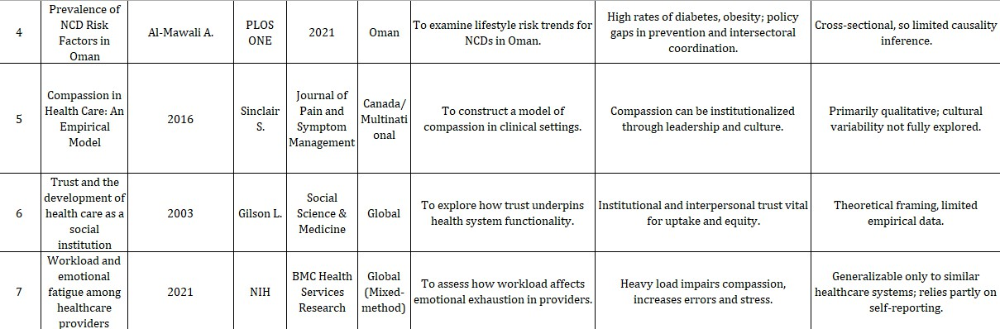 4
Prevalence of
NCD Risk
Factors in
Oman
Al-Mawali A.
PLOS
ONE
2021
Oman
To examine lifestyle risk trends for
NCDs in Oman.
High rates of diabetes, obesity; policy
gaps in prevention and intersectoral
coordination.
Cross-sectional, so limited causality
inference.
5
Compassion in
Health Care: An
Empirical
Model
2016
Sinclair
S.
Journal of
Pain and
Symptom
Management
Canada/
Multinati
onal
To construct a model of
compassion in clinical settings.
Compassion can be institutionalized
through leadership and culture.
Primarily qualitative; cultural
variability not fully explored.
6
Trust and the
development of
health care as a
social
institution
2003
Gilson L.
Social
Science &
Medicine
Global
To explore how trust underpins
health system functionality.
Institutional and interpersonal trust vital
for uptake and equity.
Theoretical framing, limited
empirical data.
7
Workload and
emotional
fatigue among
healthcare
providers
2021
NIH
BMC Health
Services
Research
Global
(Mixed-
method)
To assess how workload affects
emotional exhaustion in providers.
Heavy load impairs compassion,
increases errors and stress.
Generalizable only to similar
healthcare systems; relies partly on
self-reporting.